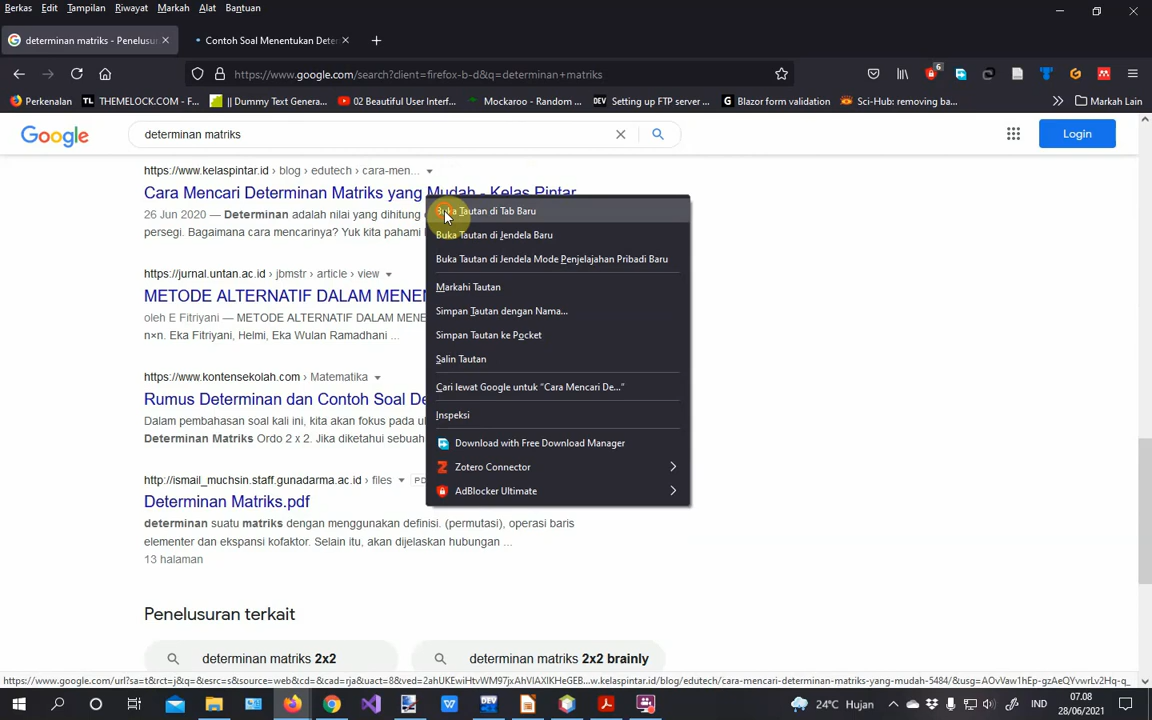 Berkas Edit Tampilan Riwayat Markah Alat Bantuan
determinan matriks - Penelusur
Contoh Soal Menentukan Deter
https://www.google.com/search?client=firefox-b-d&q=determinan+matriks
6
Perkenalan
THEMELOCK.COM - F...
|| Dummy Text Genera...
02 Beautiful User Interf...
Mockaroo - Random ...
DEV Setting up FTP server ...
Blazor form validation
Sci-Hub: removing ba...
Markah Lain
Google
determinan matriks
Login
https://www.kelaspintar.id › blog › edutech › cara-men...
Cara Mencari Determinan Matriks yang Mudah - Kelas Pintar
26 Jun 2020 — Determinan adalah nilai yang dihitung
persegi. Bagaimana cara mencarinya? Yuk kita pahami
https://jurnal.untan.ac.id › jbmstr › article › view
METODE ALTERNATIF DALAM MENEN
oleh E Fitriyani — METODE ALTERNATIF DALAM MENE
n×n. Eka Fitriyani, Helmi, Eka Wulan Ramadhani ...
https://www.kontensekolah.com › Matematika
Rumus Determinan dan Contoh Soal De
Dalam pembahasan soal kali ini, kita akan fokus pada u
Determinan Matriks Ordo 2 x 2. Jika diketahui sebuah
http://ismail_muchsin.staff.gunadarma.ac.id › files
Determinan Matriks.pdf
determinan suatu matriks dengan menggunakan definisi. (permutasi), operasi baris
elementer dan ekspansi kofaktor. Selain itu, akan dijelaskan hubungan ...
13 halaman
Buka Tautan di Tab Baru
Buka Tautan di Jendela Baru
Buka Tautan di Jendela Mode Penjelajahan Pribadi Baru
Markahi Tautan
Simpan Tautan dengan Nama...
Simpan Tautan ke Pocket
Salin Tautan
Cari lewat Google untuk “Cara Mencari De...”
Inspeksi
Download with Free Download Manager
Zotero Connector
AdBlocker Ultimate
Penelusuran terkait
determinan matriks 2x2
determinan matriks 2x2 brainly
24°C Hujan
IND
07.08
28/06/2021